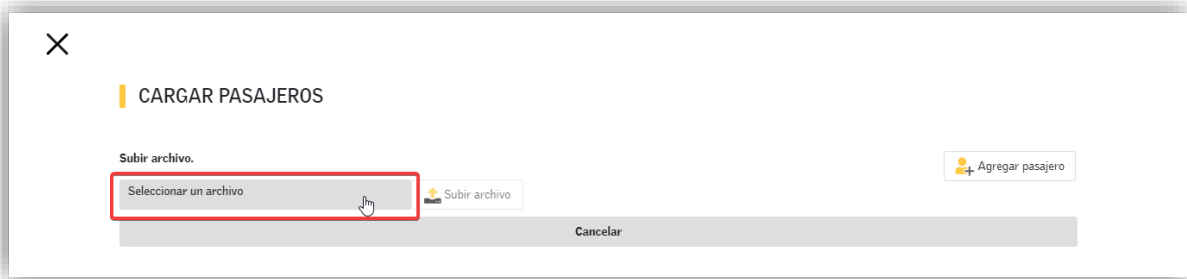 CARGAR PASAJEROS
Subir archivo.
Agregar pasajero
Seleccionar un archivo
Subir archivo
Cancelar